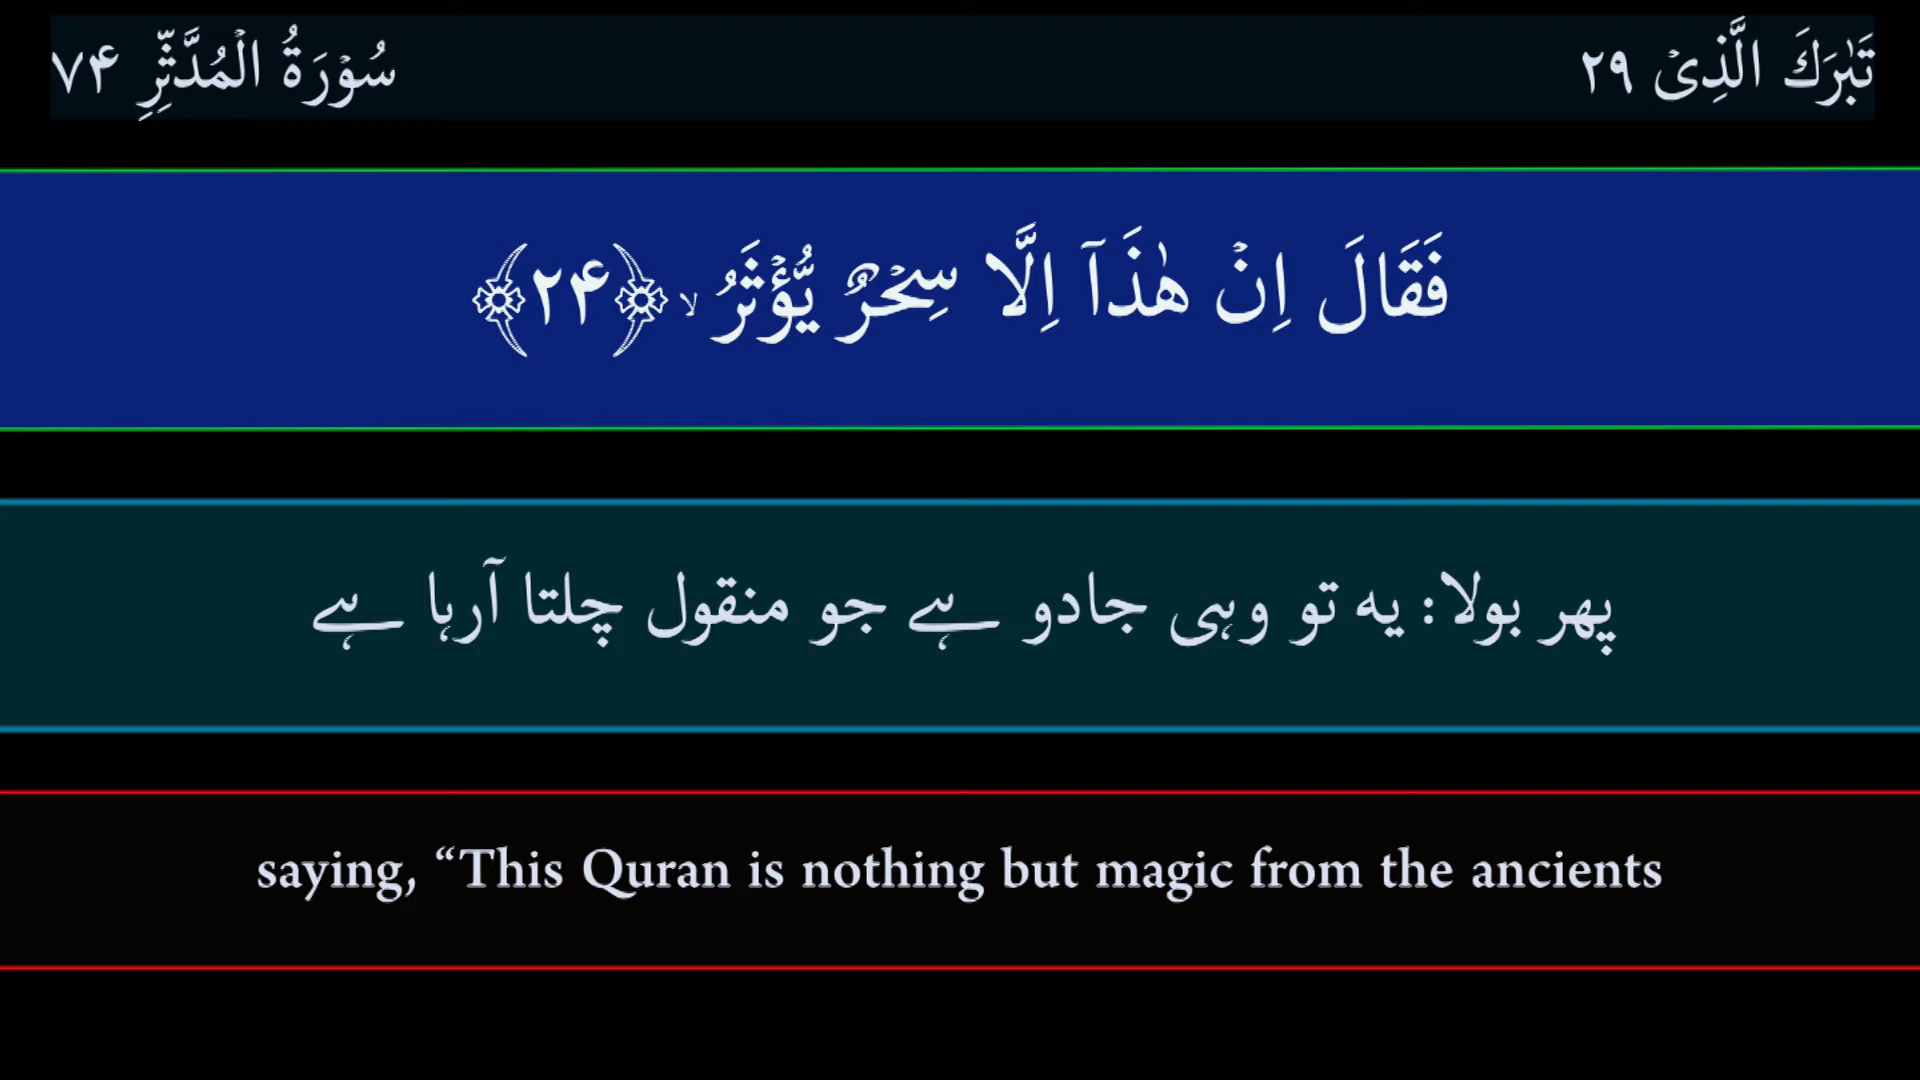 تَبٰرَكَ الَّذِیْ ۲۹
سُوْرَةُ الْمُدَّثِّرِ ۷۴
فَقَالَ اِنْ هٰذَاۤ اِلَّا سِحْرٌ یُّؤْثَرُ ۙ﴿۲۴﴾
پھر بولا: یہ تو وہی جادو ہے جو منقول چلتا آرہا ہے
saying, “This Quran is nothing but magic from the ancients